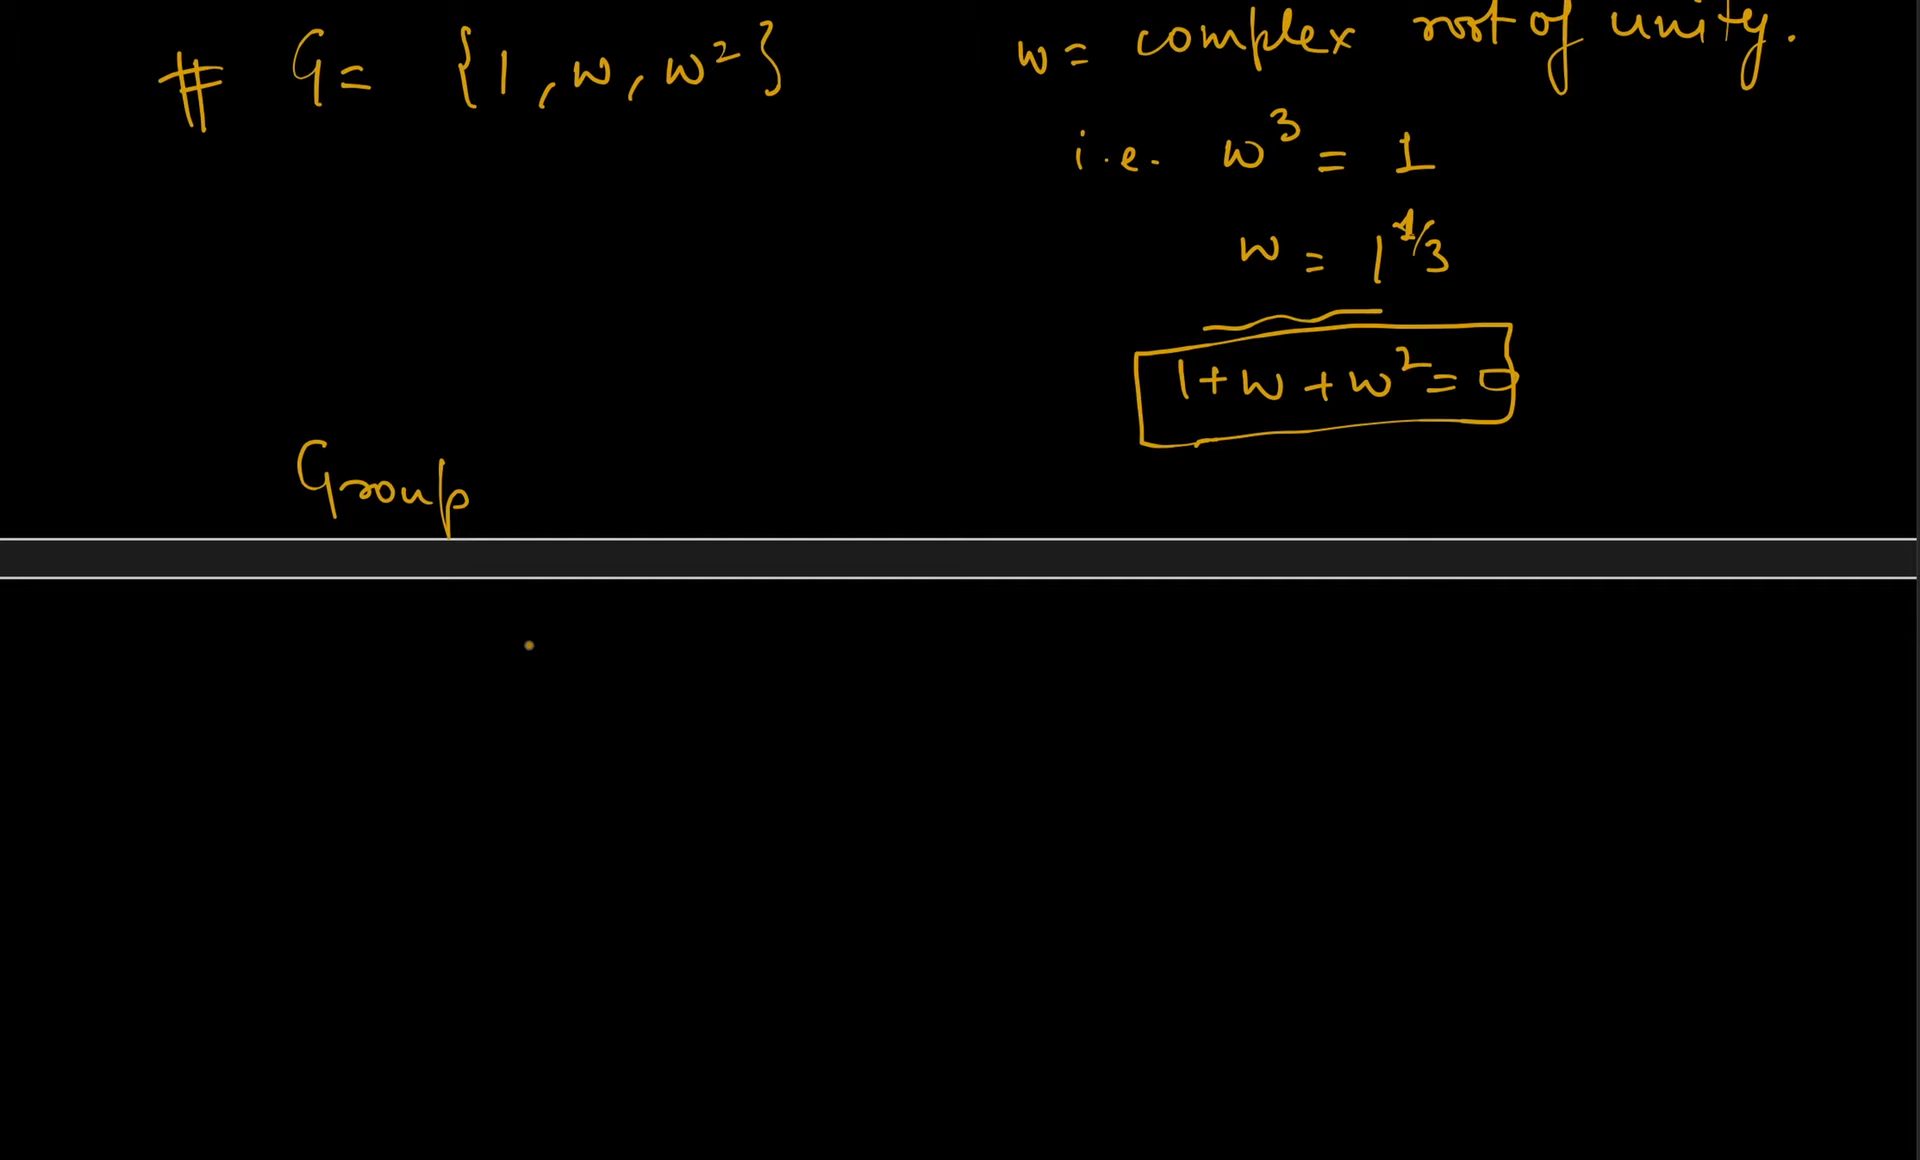 # G = {1, w, w²}
w = complex root of unity.
i.e. w³ = 1
w = 1^1/3
1 + w + w² = 0
Group